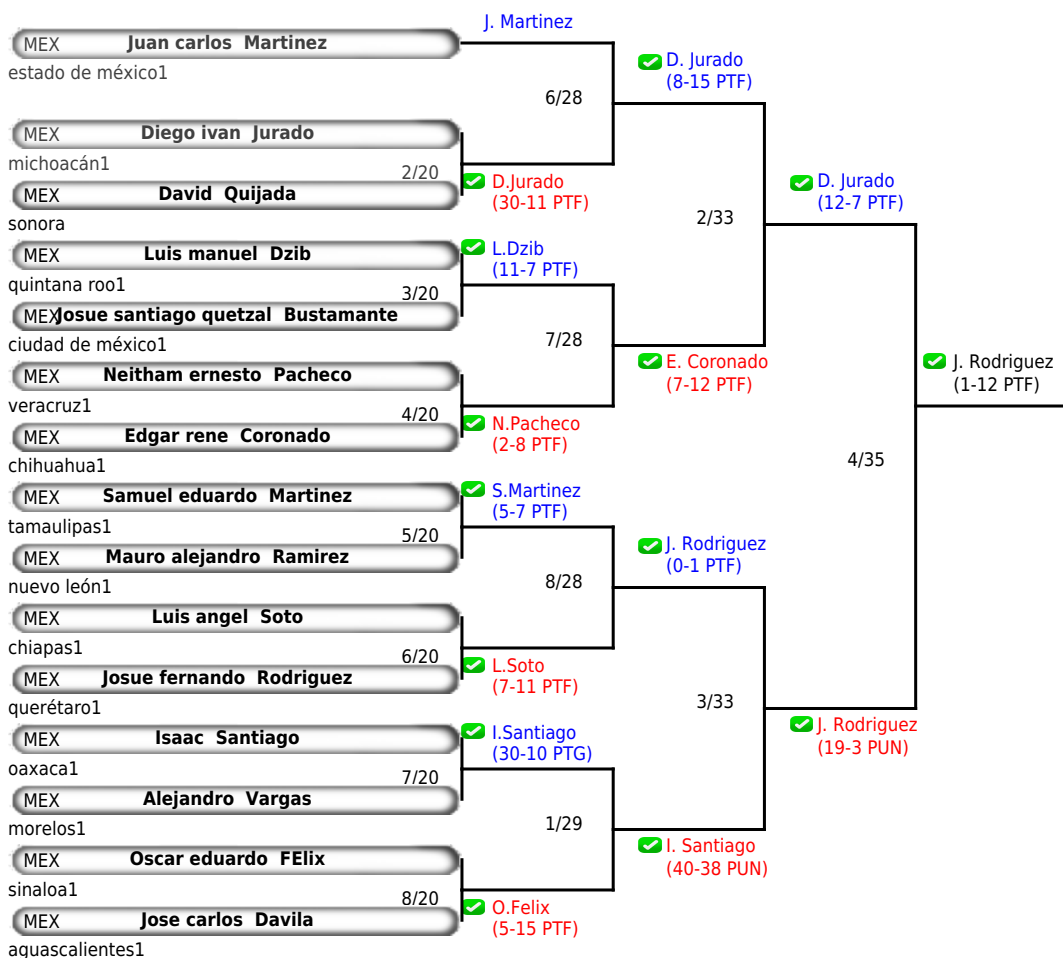 J. Martinez
MEX Juan carlos Martinez
estado de méxico1
D. Jurado
(8-15 PTF)
6/28
MEX Diego ivan Jurado
michoacán1
2/20
D.Jurado
(30-11 PTF)
MEX David Quijada
sonora
D. Jurado
(12-7 PTF)
2/33
MEX Luis manuel Dzib
quintana roo1
L.Dzib
(11-7 PTF)
3/20
MEX Josue santiago quetzal Bustamante
ciudad de méxico1
7/28
E. Coronado
(7-12 PTF)
J. Rodriguez
(1-12 PTF)
MEX Neitham ernesto Pacheco
veracruz1
4/20
N.Pacheco
(2-8 PTF)
MEX Edgar rene Coronado
chihuahua1
4/35
MEX Samuel eduardo Martinez
tamaulipas1
S.Martinez
(5-7 PTF)
5/20
MEX Mauro alejandro Ramirez
nuevo león1
J. Rodriguez
(0-1 PTF)
8/28
MEX Luis angel Soto
chiapas1
6/20
L.Soto
(7-11 PTF)
MEX Josue fernando Rodriguez
querétaro1
3/33
J. Rodriguez
(19-3 PUN)
MEX Isaac Santiago
oaxaca1
I.Santiago
(30-10 PTG)
7/20
MEX Alejandro Vargas
morelos1
1/29
I. Santiago
(40-38 PUN)
MEX Oscar eduardo FElix
sinaloa1
8/20
O.Felix
(5-15 PTF)
MEX Jose carlos Davila
aguascalientes1